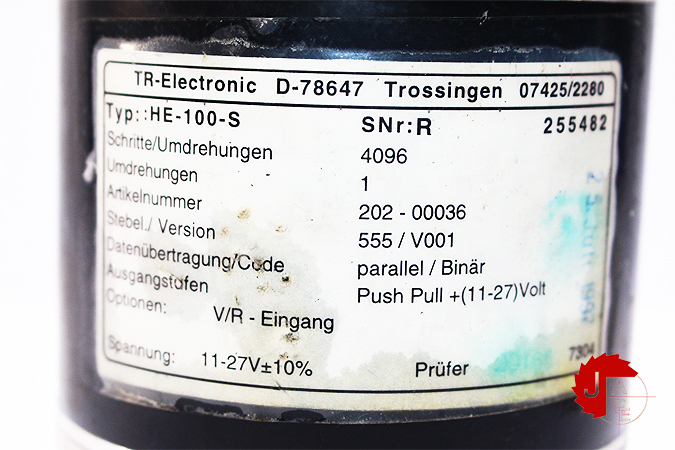 TR-Electronic D-78647 Trossingen 07425/2280
Typ: :HE-100-S SNr:R 255482
Schritte/Umdrehungen 4096
Umdrehungen 1
Artikelnummer 202 - 00036
Stebel./ Version 555 / V001
Datenübertragung/Code parallel / Binär
Ausgangstufen Push Pull +(11-27)Volt
Optionen: V/R - Eingang
7304
Spannung: 11-27V±10% Prüfer
J